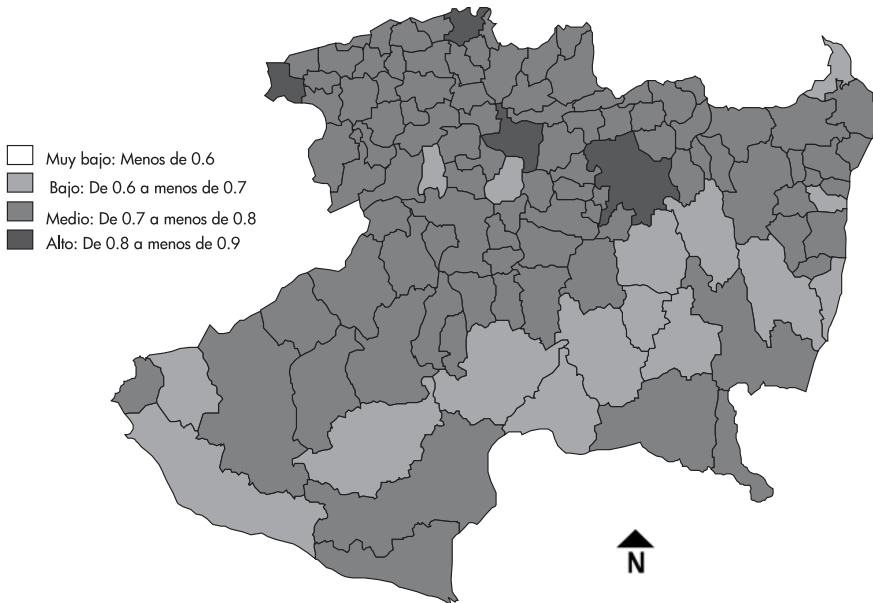 Muy bajo: Menos de 0.6
Bajo: De 0.6 a menos de 0.7
Medio: De 0.7 a menos de 0.8
Alto: De 0.8 a menos de 0.9
N